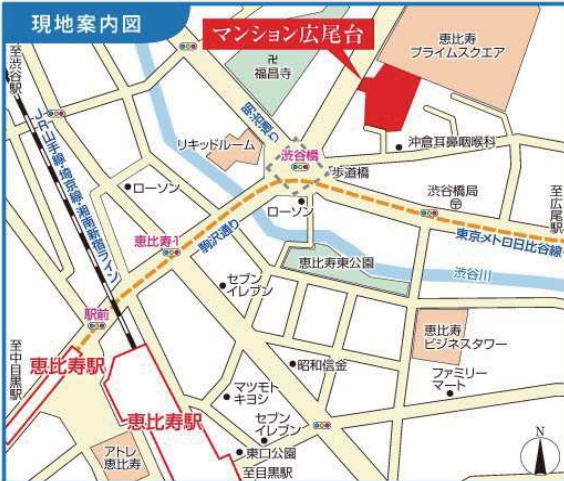 現地案内図
マンション広尾台
恵比寿
プライムスクエア
至渋谷駅
JR山手線・埼京線・湘南新宿ライン
卍
福昌寺
明治通り
リキッドルーム
渋谷橋
歩道橋
沖倉耳鼻咽喉科
ローソン
ローソン
渋谷橋局
至広尾駅
東京メトロ日比谷線
恵比寿1
駒沢通り
恵比寿東公園
渋谷川
セブン
イレブン
駅前
至中目黒駅
恵比寿駅
恵比寿駅
恵比寿
ビジネスタワー
昭和信金
ファミリー
マート
マツモト
キヨシ
セブン
イレブン
東口公園
アトレ
恵比寿
至目黒駅
N